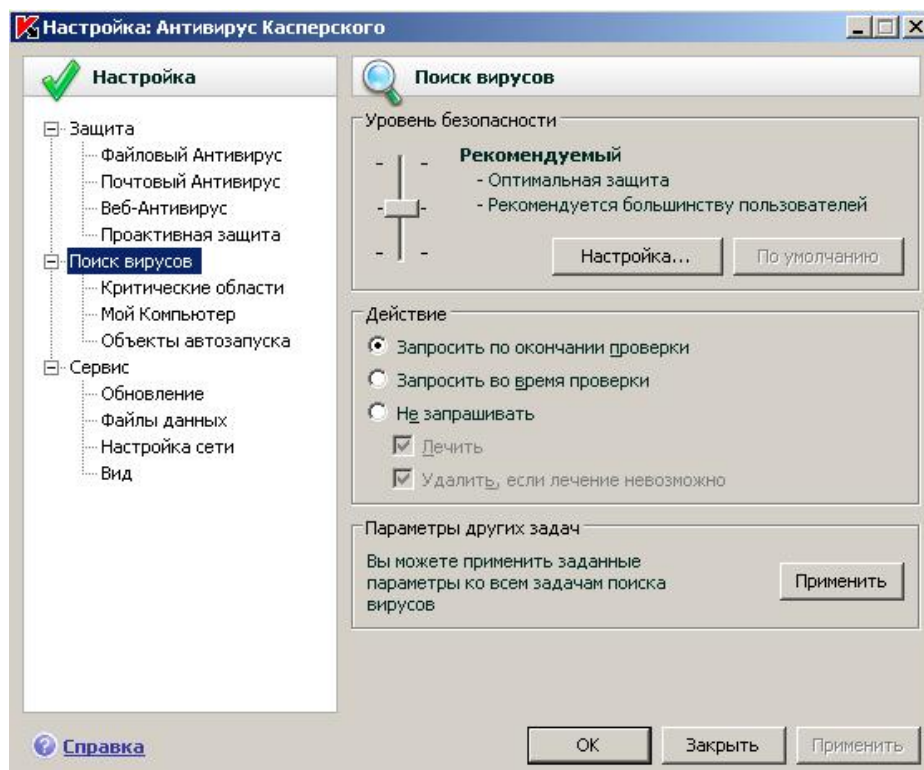 Настройка: Антивирус Касперского
Настройка
Защита
Файловый Антивирус
Почтовый Антивирус
Веб-Антивирус
Проактивная защита
Поиск вирусов
Критические области
Мой Компьютер
Объекты автозапуска
Сервис
Обновление
Файлы данных
Настройка сети
Вид
Поиск вирусов
Уровень безопасности
Рекомендуемый
- Оптимальная защита
- Рекомендуется большинству пользователей
Настройка...
По умолчанию
Действие
Запросить по окончании проверки
Запросить во время проверки
Не запрашивать
Лечить
Удалить, если лечение невозможно
Параметры других задач
Вы можете применить заданные
параметры ко всем задачам поиска
вирусов
Применить
Справка
OK
Закрыть
Применить